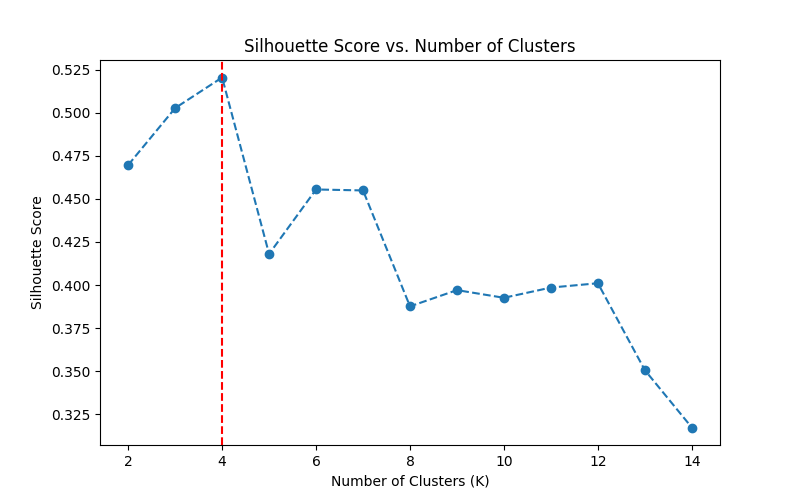 Silhouette Score vs. Number of Clusters
Silhouette Score
0.525
0.500
0.475
0.450
0.425
0.400
0.375
0.350
0.325
2 4 6 8 10 12 14
Number of Clusters (K)